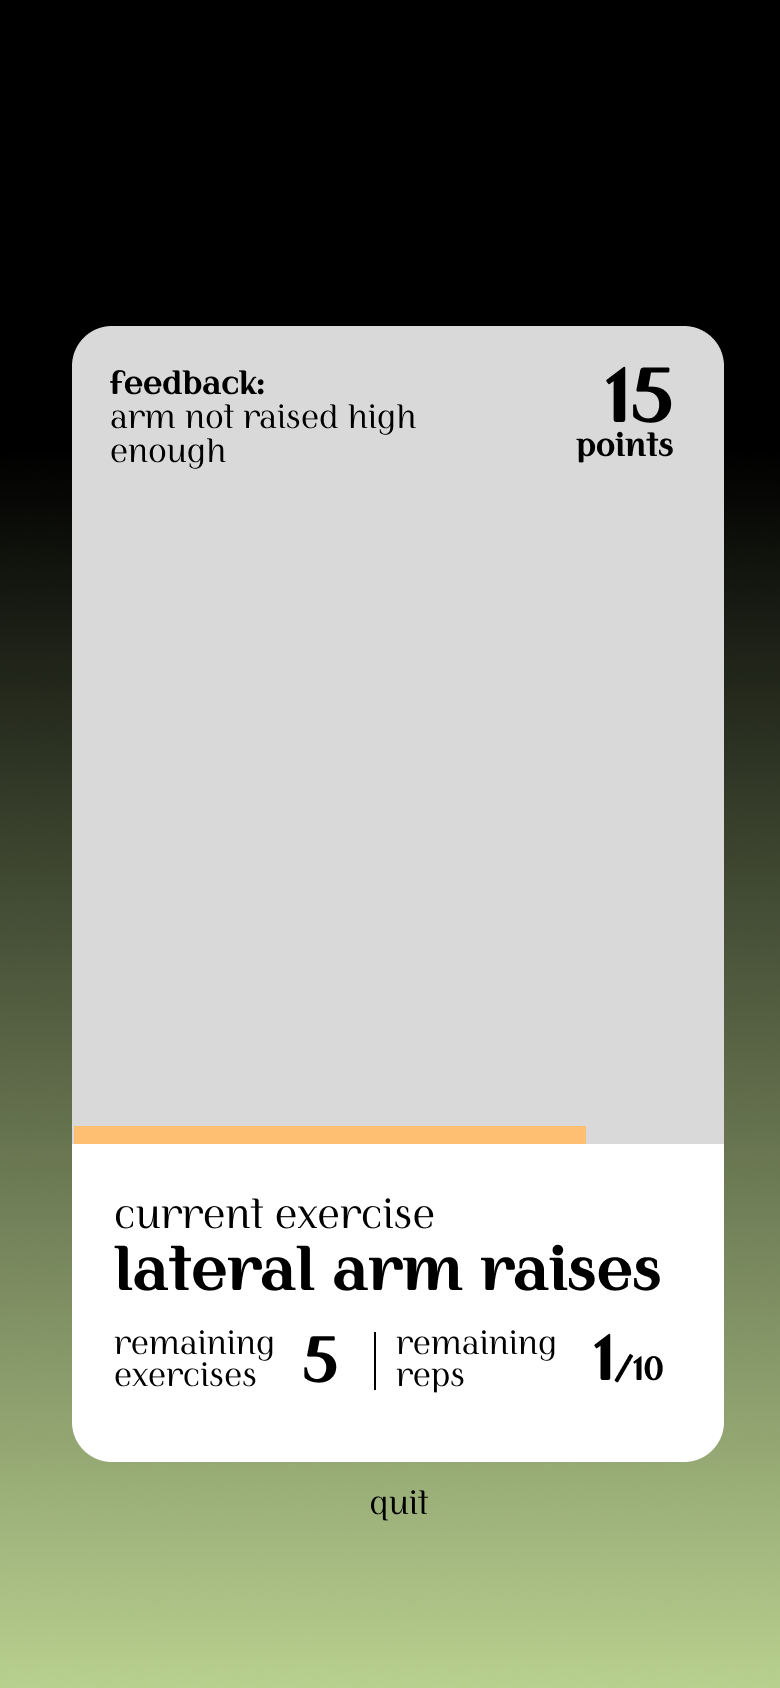 feedback:
arm not raised high
enough
15
points
current exercise
lateral arm raises
remaining
exercises
5
remaining
reps
1/10
quit